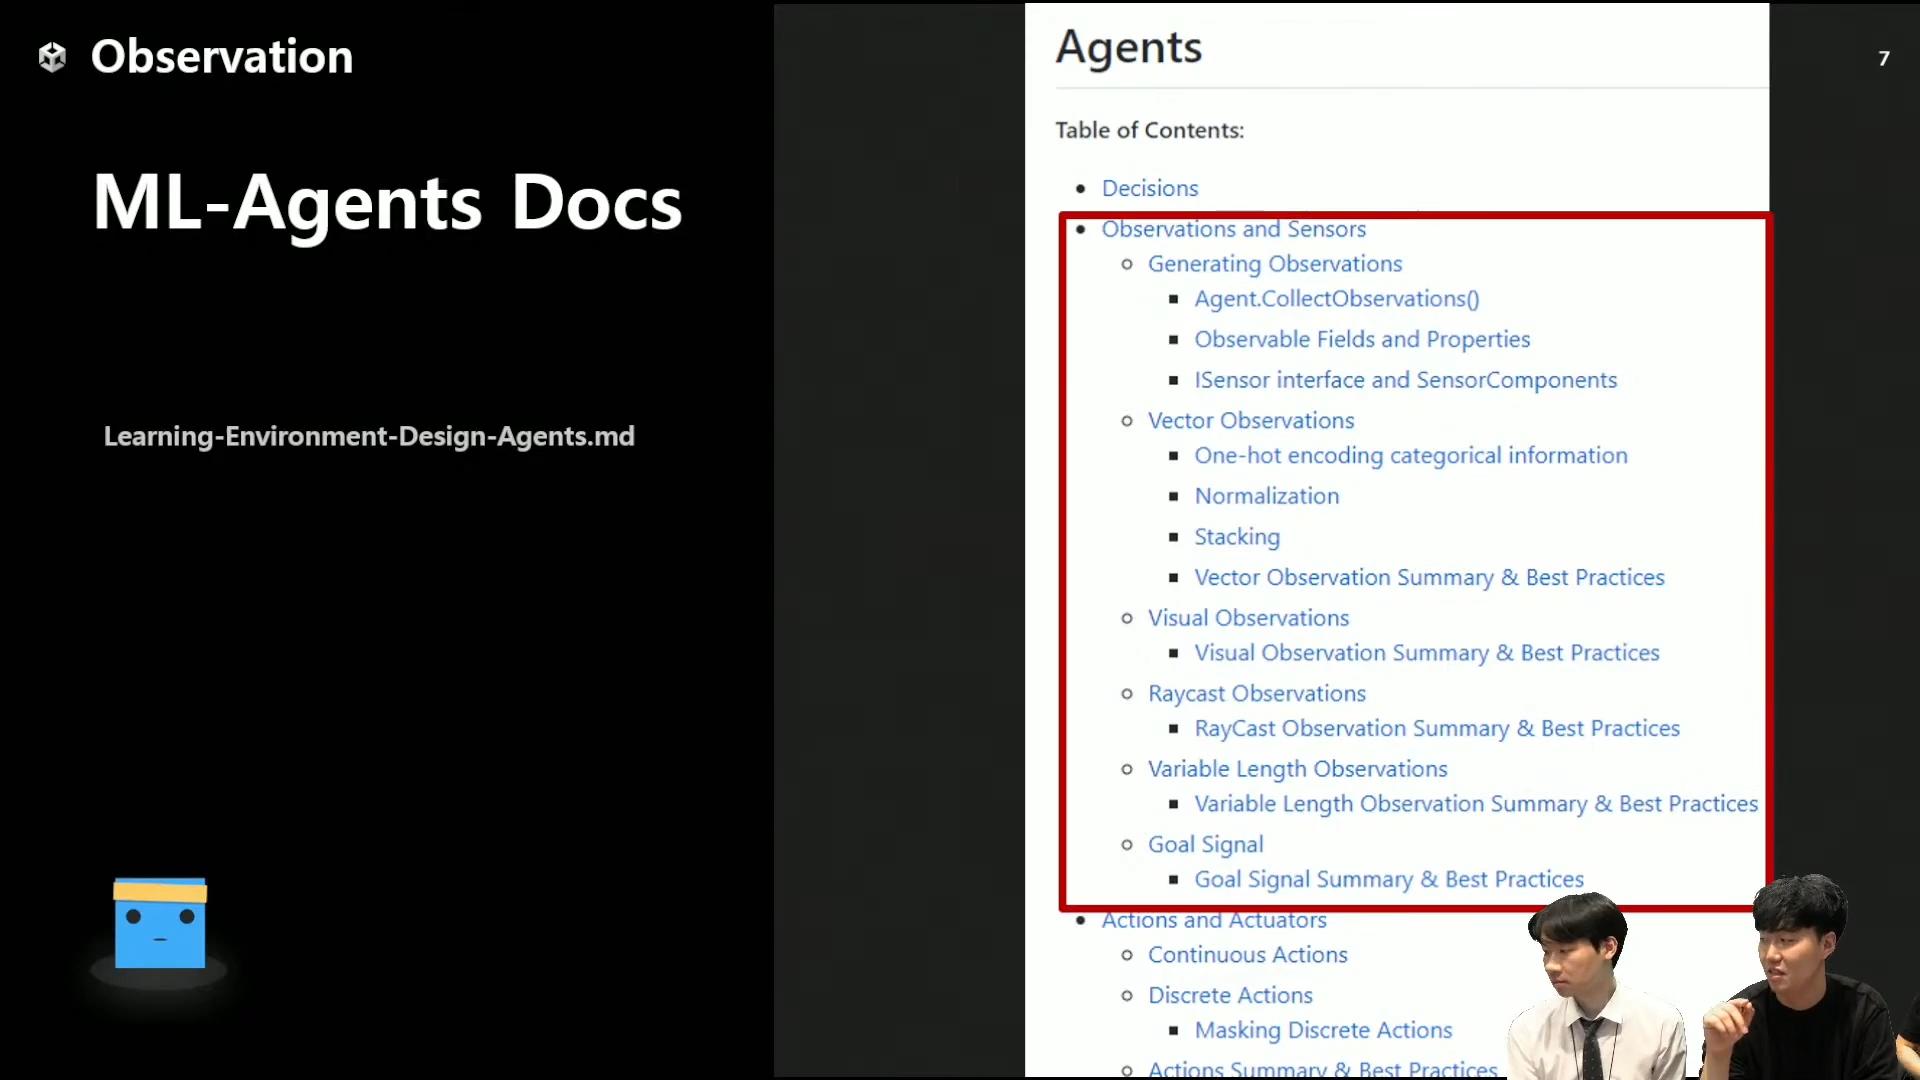 Observation
7
ML-Agents Docs
Learning-Environment-Design-Agents.md
Agents
Table of Contents:
Decisions
Observations and Sensors
Generating Observations
Agent.CollectObservations()
Observable Fields and Properties
ISensor interface and SensorComponents
Vector Observations
One-hot encoding categorical information
Normalization
Stacking
Vector Observation Summary & Best Practices
Visual Observations
Visual Observation Summary & Best Practices
Raycast Observations
RayCast Observation Summary & Best Practices
Variable Length Observations
Variable Length Observation Summary & Best Practices
Goal Signal
Goal Signal Summary & Best Practices
Actions and Actuators
Continuous Actions
Discrete Actions
Masking Discrete Actions
Actions Summary & Best Practices